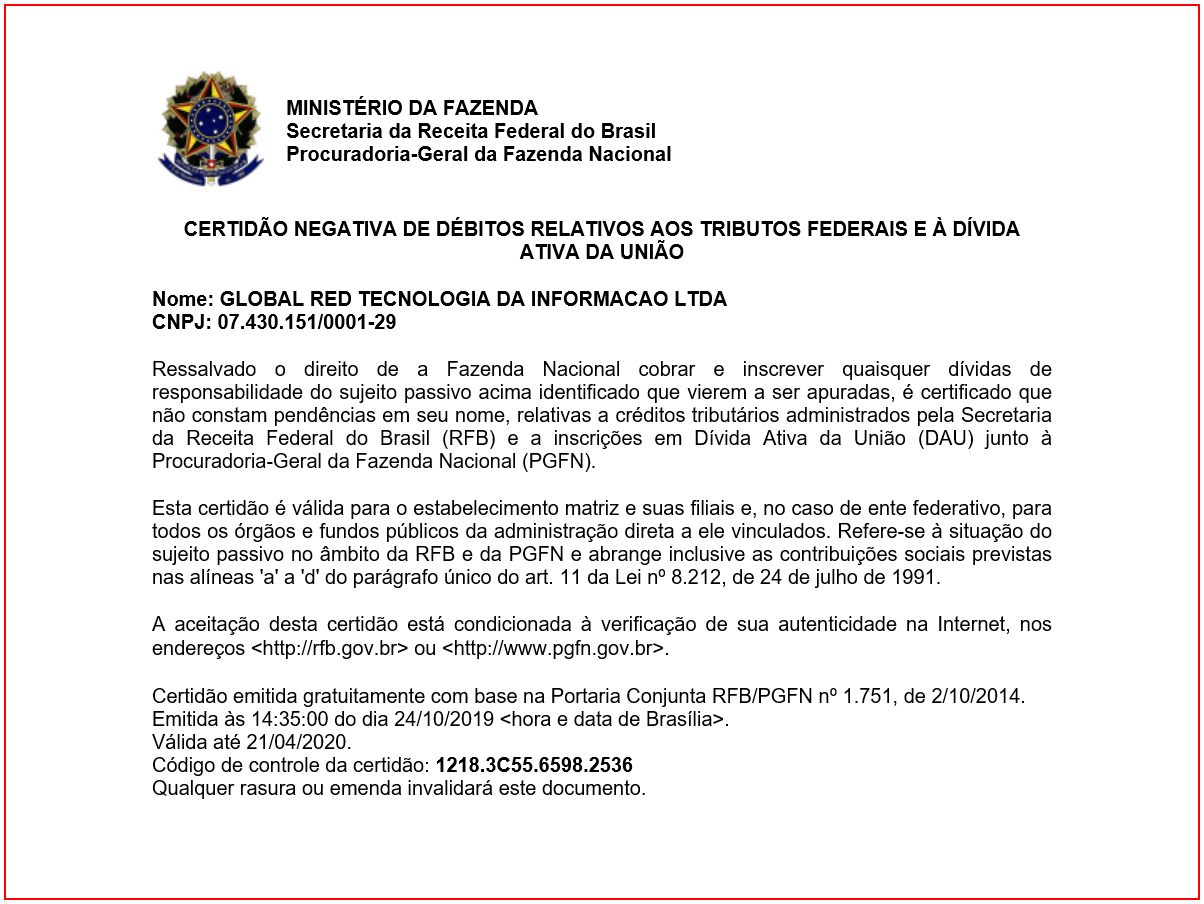 MINISTÉRIO DA FAZENDA
Secretaria da Receita Federal do Brasil
Procuradoria-Geral da Fazenda Nacional
CERTIDÃO NEGATIVA DE DÉBITOS RELATIVOS AOS TRIBUTOS FEDERAIS E À DÍVIDA
ATIVA DA UNIÃO
Nome: GLOBAL RED TECNOLOGIA DA INFORMACAO LTDA
CNPJ: 07.430.151/0001-29
Ressalvado o direito de a Fazenda Nacional cobrar e inscrever quaisquer dívidas de
responsabilidade do sujeito passivo acima identificado que vierem a ser apuradas, é certificado que
não constam pendências em seu nome, relativas a créditos tributários administrados pela Secretaria
da Receita Federal do Brasil (RFB) e a inscrições em Dívida Ativa da União (DAU) junto à
Procuradoria-Geral da Fazenda Nacional (PGFN).
Esta certidão é válida para o estabelecimento matriz e suas filiais e, no caso de ente federativo, para
todos os órgãos e fundos públicos da administração direta a ele vinculados. Refere-se à situação do
sujeito passivo no âmbito da RFB e da PGFN e abrange inclusive as contribuições sociais previstas
nas alíneas 'a' a 'd' do parágrafo único do art. 11 da Lei nº 8.212, de 24 de julho de 1991.
A aceitação desta certidão está condicionada à verificação de sua autenticidade na Internet, nos
endereços <http://rfb.gov.br> ou <http://www.pgfn.gov.br>.
Certidão emitida gratuitamente com base na Portaria Conjunta RFB/PGFN nº 1.751, de 2/10/2014.
Emitida às 14:35:00 do dia 24/10/2019 <hora e data de Brasília>.
Válida até 21/04/2020.
Código de controle da certidão: 1218.3C55.6598.2536
Qualquer rasura ou emenda invalidará este documento.